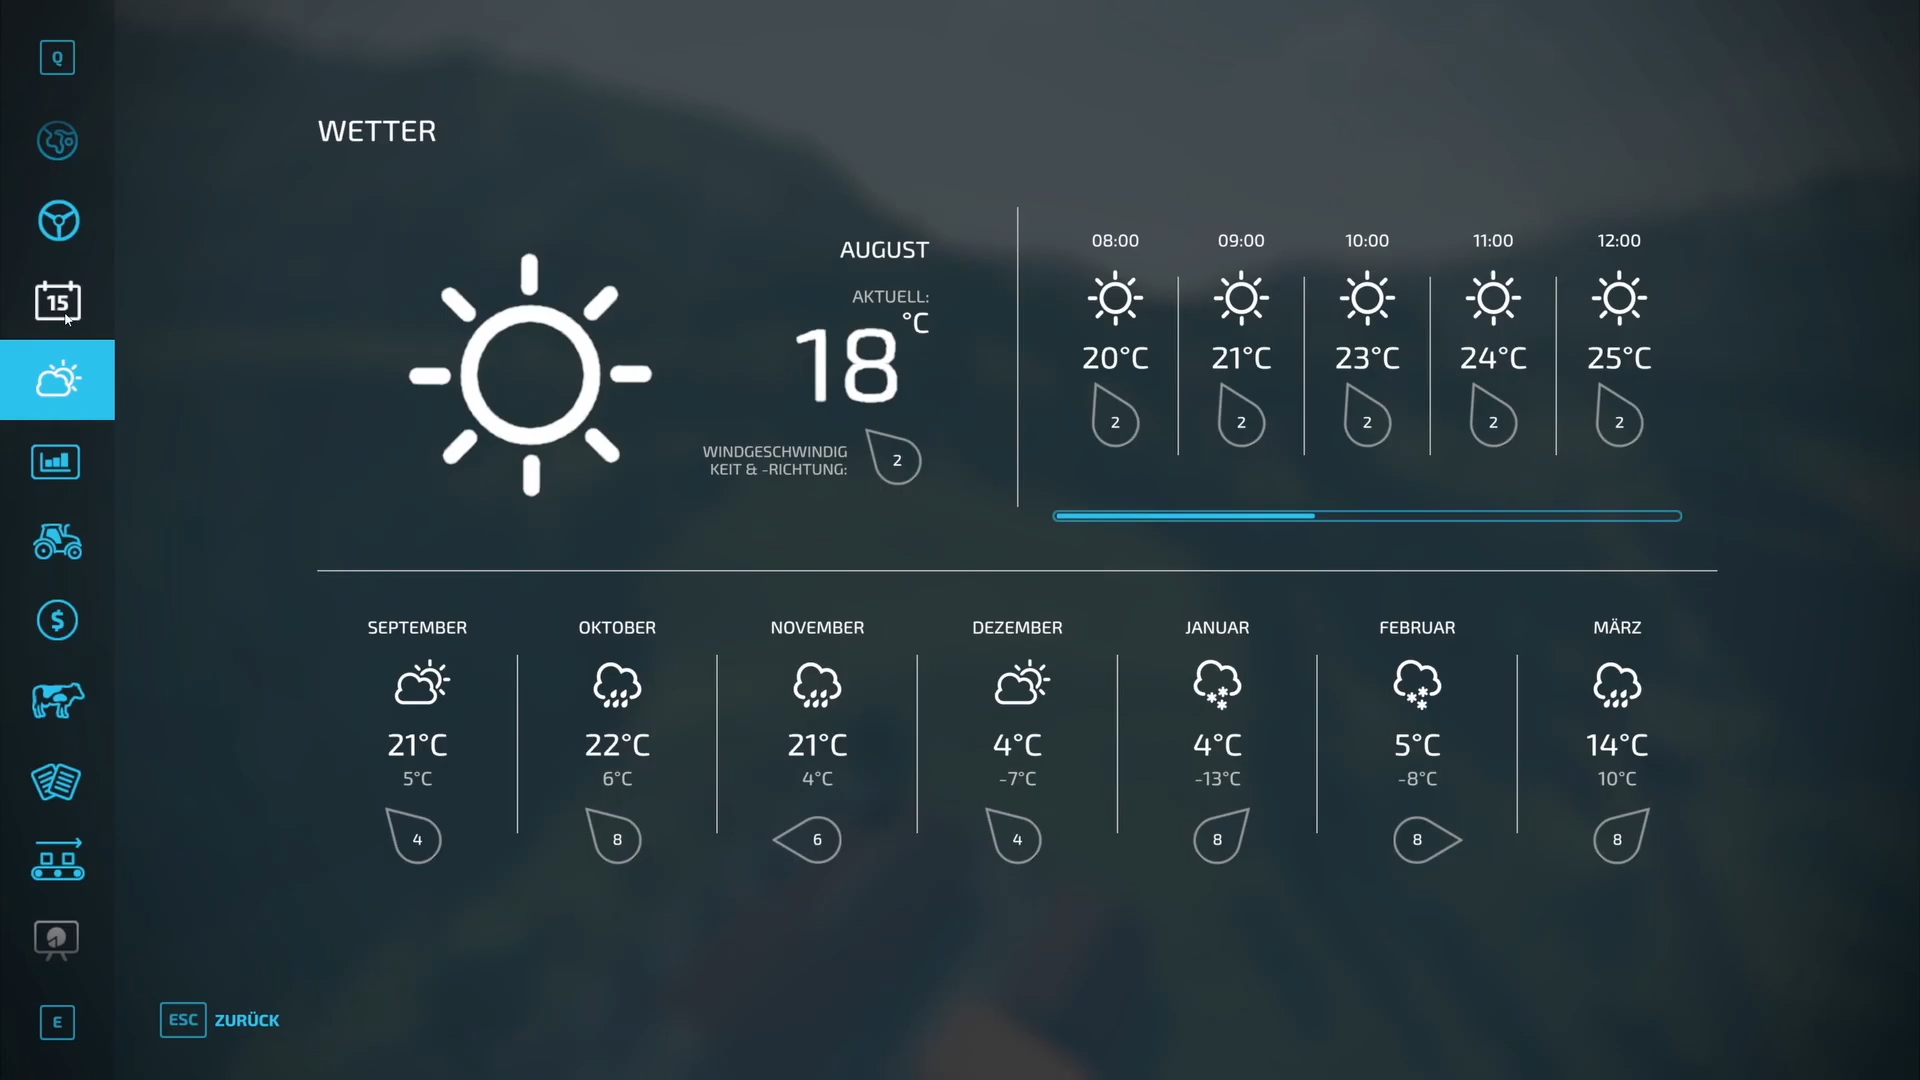 Q
15
$
E
WETTER
AUGUST
AKTUELL:
18 °C
WINDGESCHWINDIG
KEIT & -RICHTUNG:
2
08:00 09:00 10:00 11:00 12:00
20°C 21°C 23°C 24°C 25°C
2 2 2 2 2
SEPTEMBER OKTOBER NOVEMBER DEZEMBER JANUAR FEBRUAR MÄRZ
21°C 22°C 21°C 4°C 4°C 5°C 14°C
5°C 6°C 4°C -7°C -13°C -8°C 10°C
4 8 6 4 8 8 8
ESC ZURÜCK